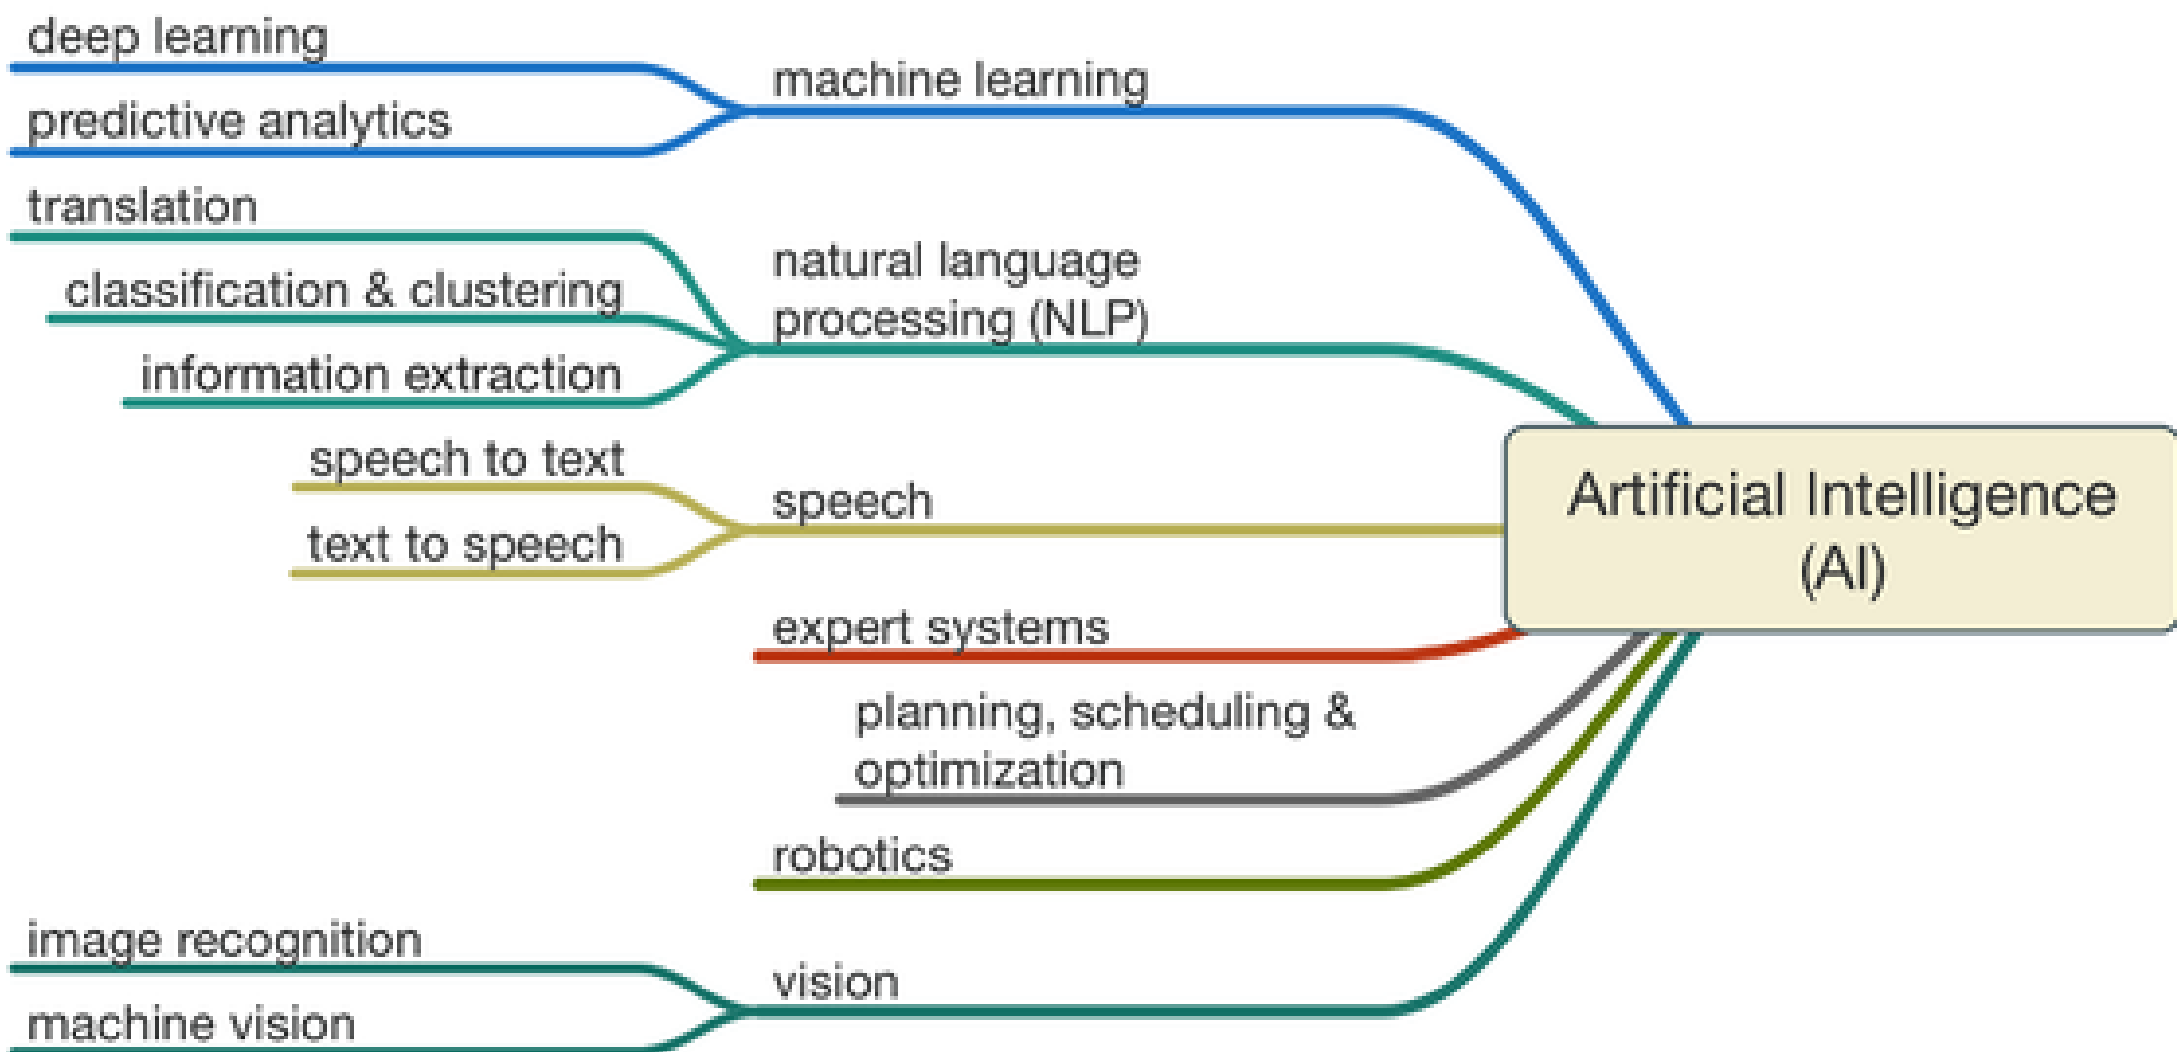 deep learning
machine learning
predictive analytics
translation
natural language
processing (NLP)
classification & clustering
information extraction
speech to text
speech
text to speech
Artificial Intelligence
(AI)
expert systems
planning, scheduling &
optimization
robotics
image recognition
vision
machine vision